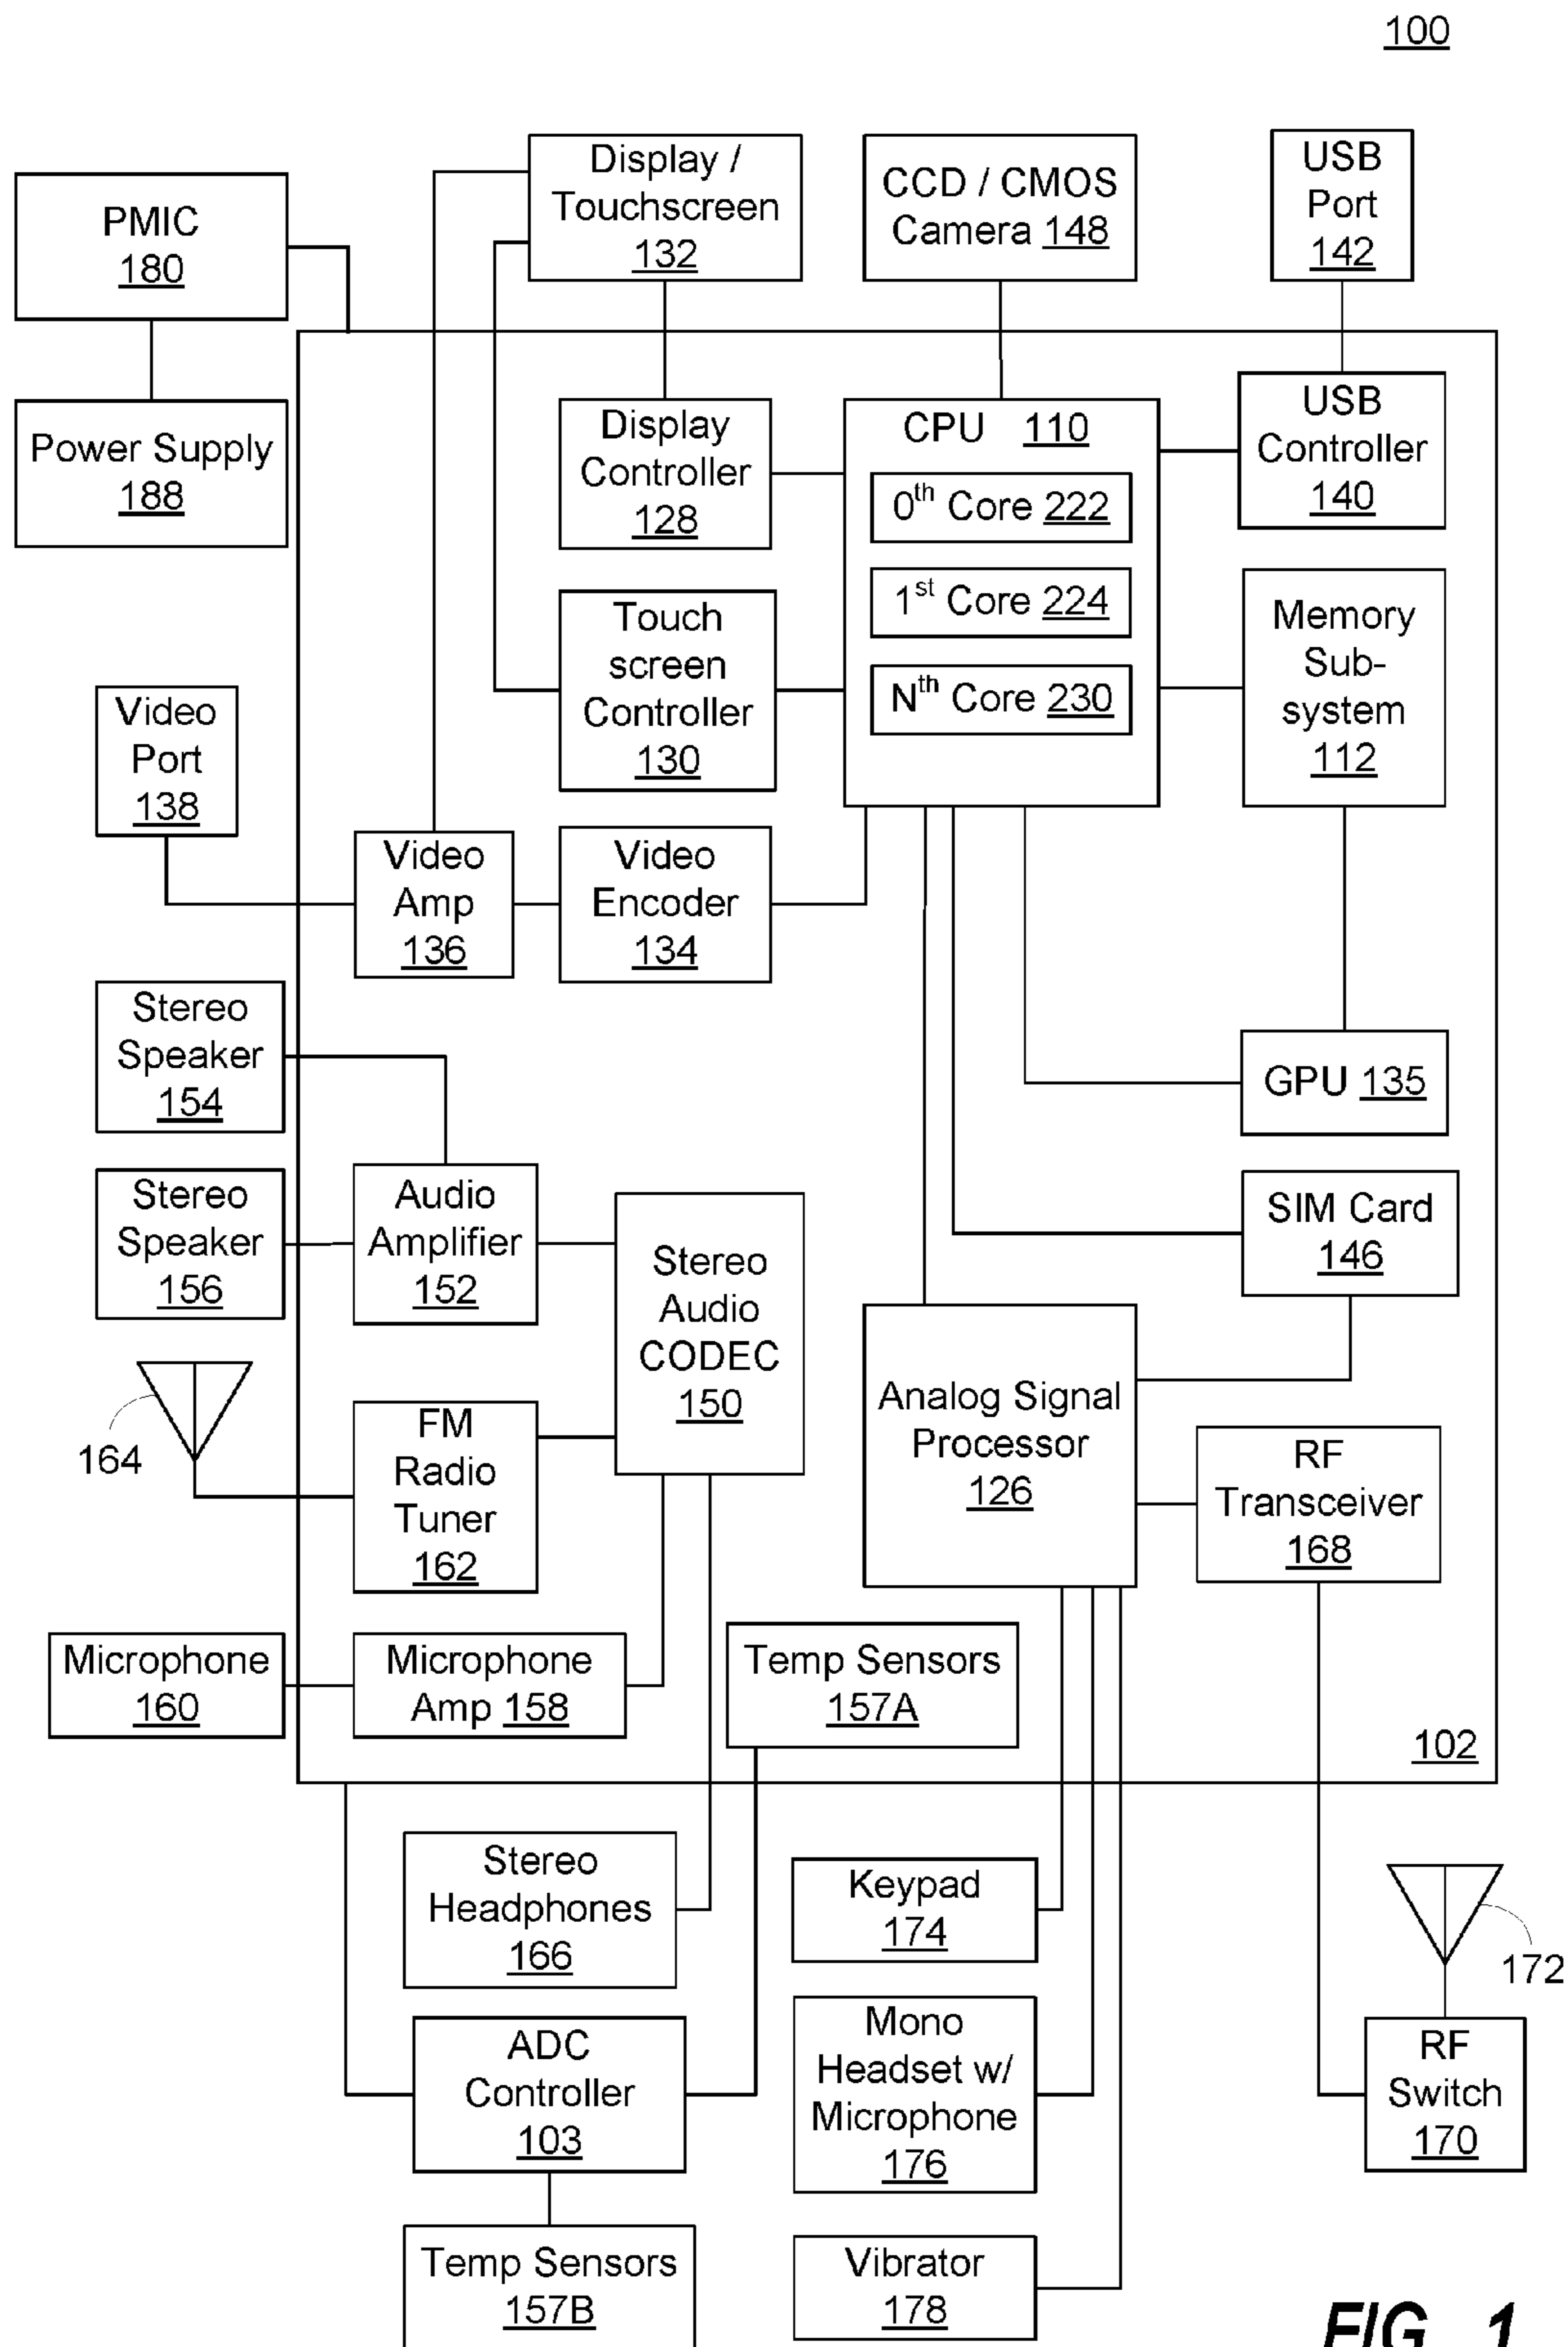 100
PMIC
180
Display /
Touchscreen
132
CCD / CMOS
Camera 148
USB
Port
142
Power Supply
188
Display
Controller
128
CPU 110
0th Core 222
1st Core 224
Nth Core 230
USB
Controller
140
Touch
screen
Controller
130
Memory
Sub-
system
112
Video
Port
138
Video
Amp
136
Video
Encoder
134
Stereo
Speaker
154
GPU 135
Stereo
Speaker
156
Audio
Amplifier
152
Stereo
Audio
CODEC
150
SIM Card
146
164
FM
Radio
Tuner
162
Analog Signal
Processor
126
RF
Transceiver
168
Microphone
160
Microphone
Amp 158
Temp Sensors
157A
102
Stereo
Headphones
166
Keypad
174
172
ADC
Controller
103
Mono
Headset w/
Microphone
176
RF
Switch
170
Temp Sensors
157B
Vibrator
178
FIG. 1